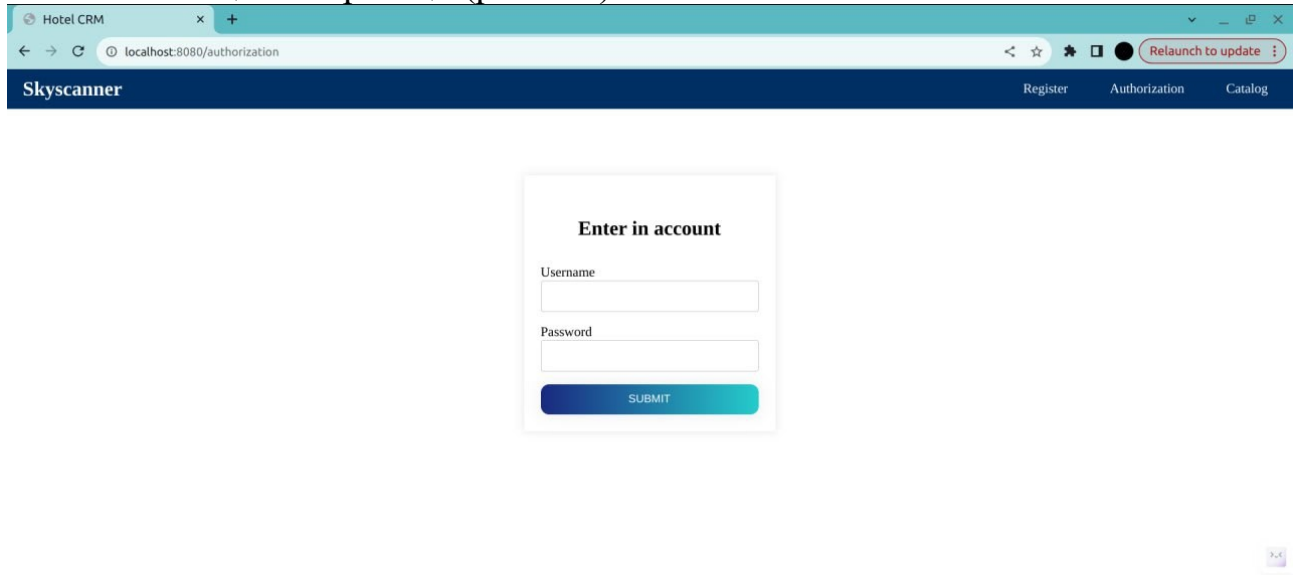 Hotel CRM
localhost:8080/authorization
Relaunch to update
Skyscanner
Register Authorization Catalog
Enter in account
Username
Password
SUBMIT